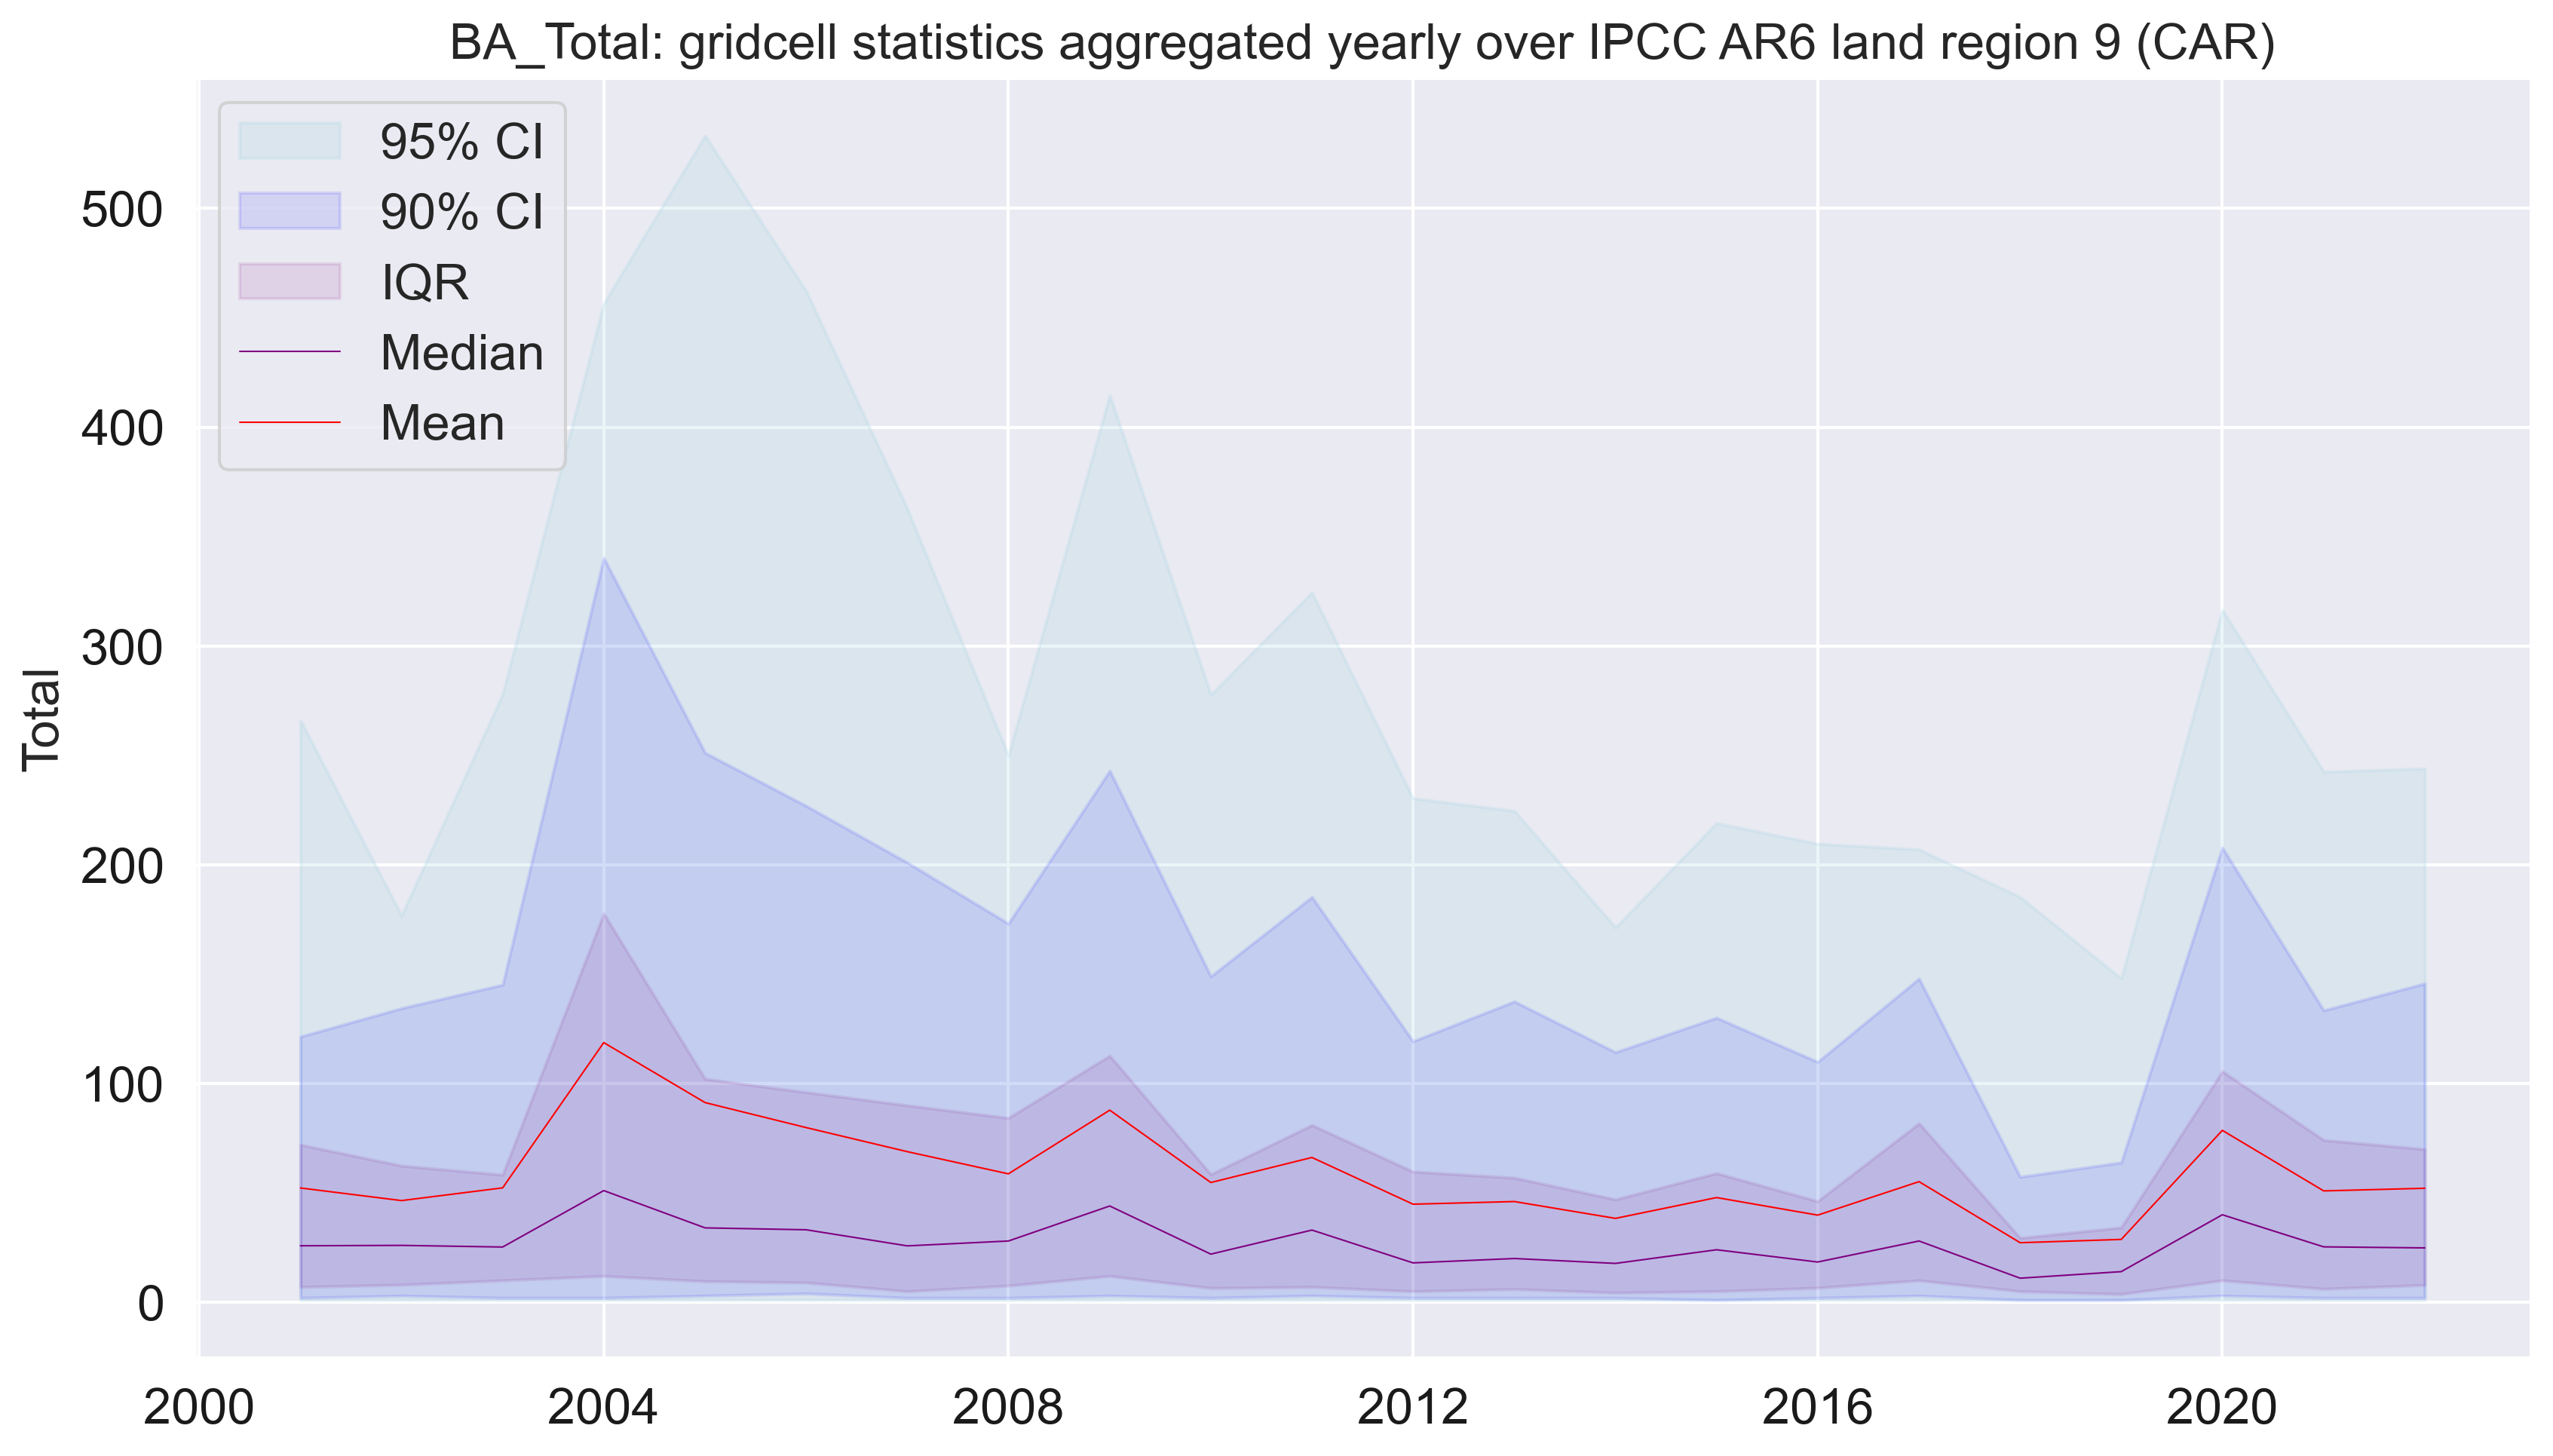 BA_Total: gridcell statistics aggregated yearly over IPCC AR6 land region 9 (CAR)
95% CI
90% CI
IQR
Median
Mean
Total
500
400
300
200
100
0
2000 2004 2008 2012 2016 2020